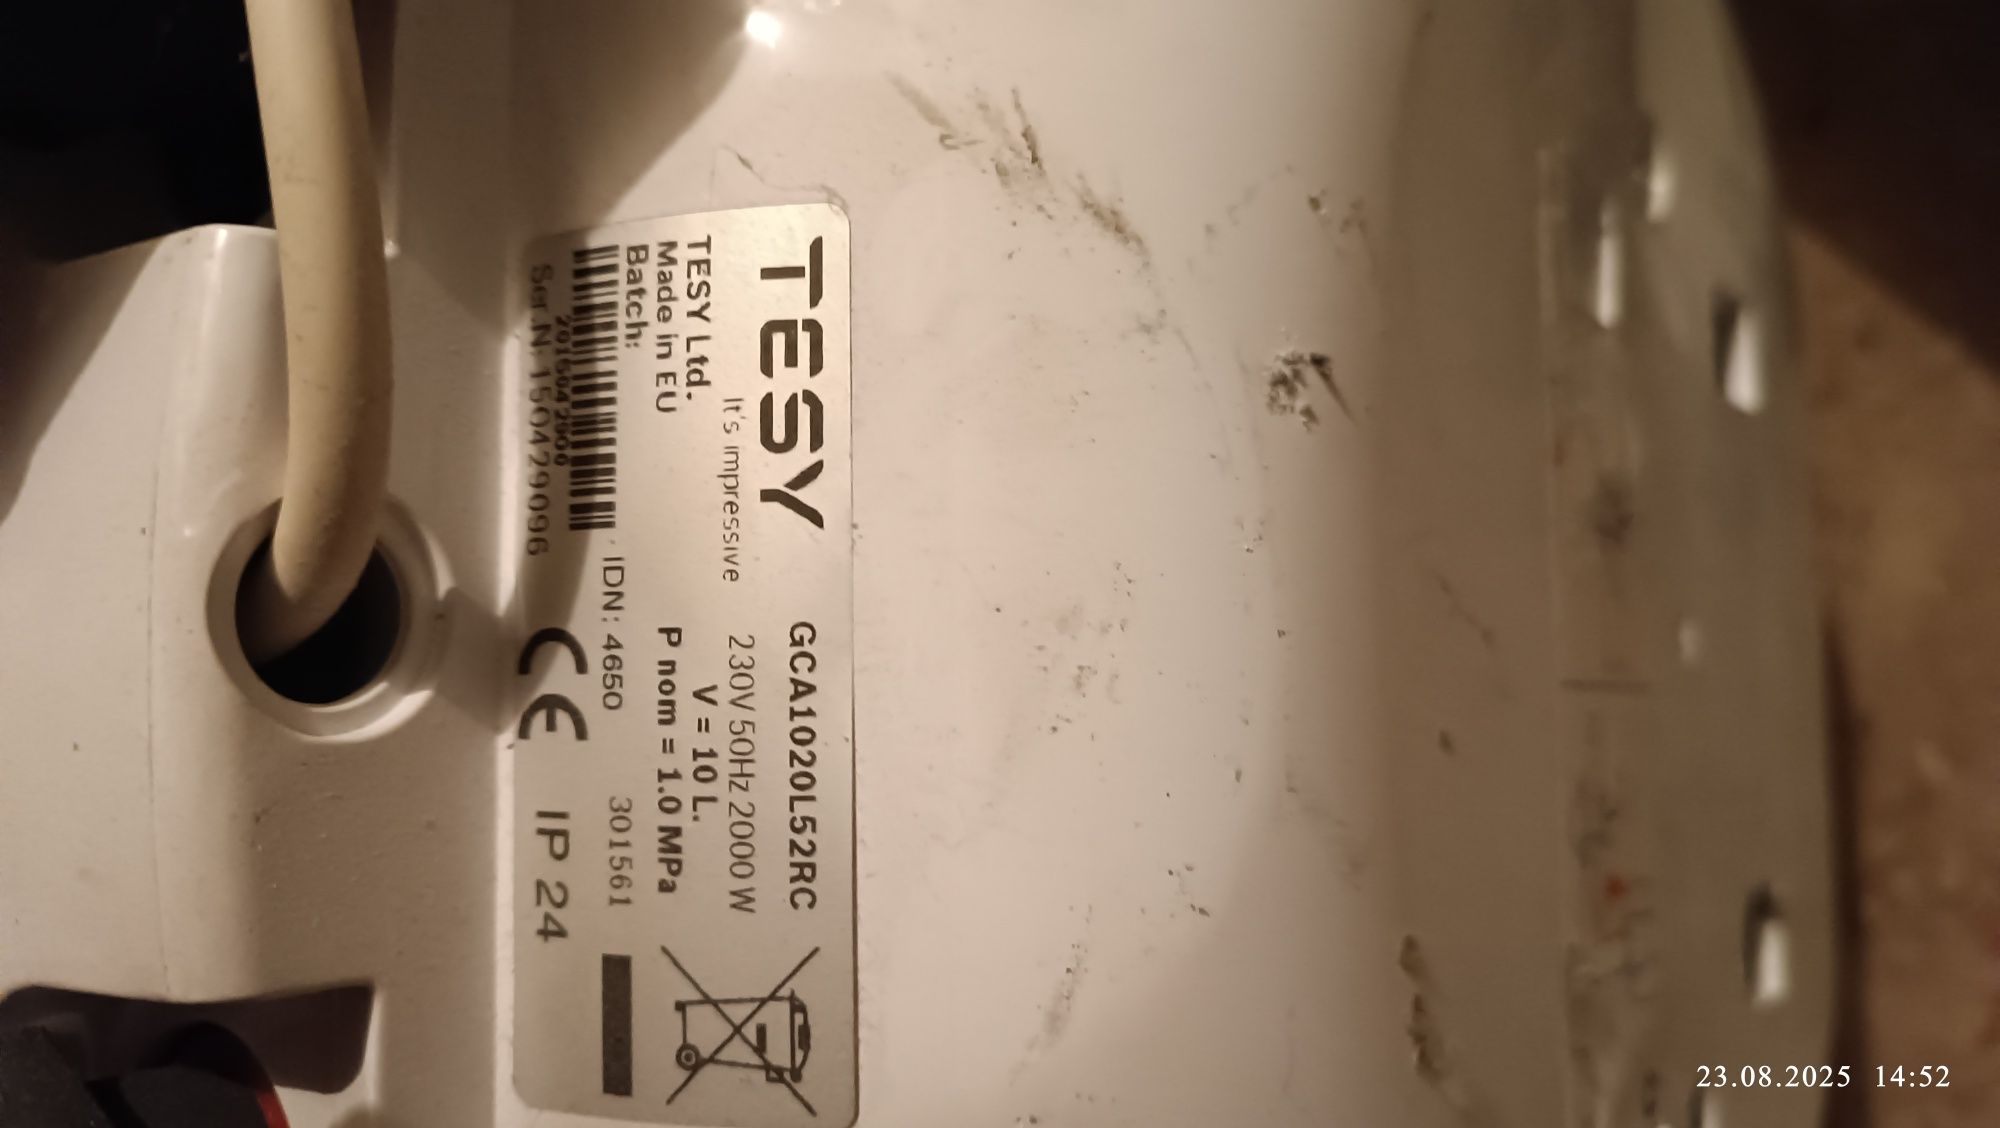 TESY
It's impressive
TESY Ltd.
Made in EU
Batch:
IDN: 4650
Ser.N: 150429096
GCA1020L52RC
230V 50Hz 2000 W
V = 10 L.
P nom = 1.0 MPa
301561
CE IP 24
23.08.2025 14:52